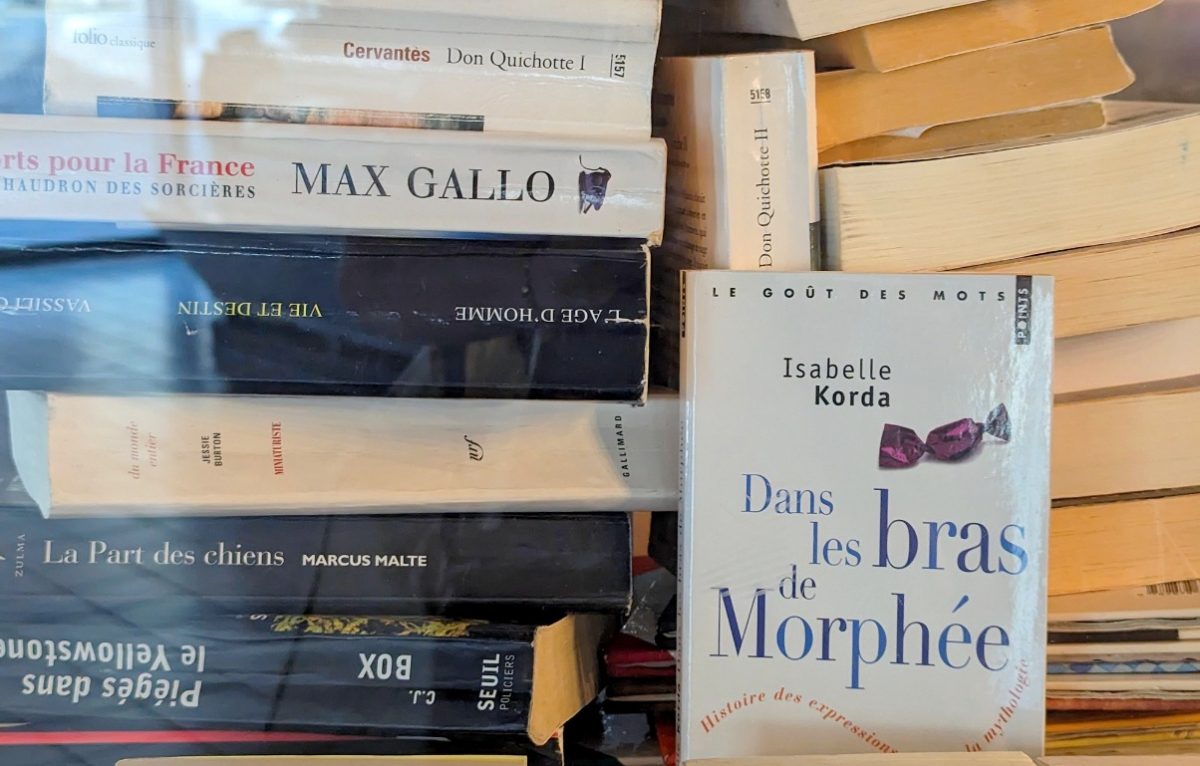 folio classique
Cervantès Don Quichotte I
5157
5158
Don Quichotte II
orts pour la France
HAUDRON DES SORCIÈRES
MAX GALLO
L'AGE D'HOMME
VIE ET DESTIN
du monde
entier
JESSIE
BURTON
MINIATURISTE
nrf
GALLIMARD
ZULMA
La Part des chiens MARCUS MALTE
C.J.
BOX
Piégés dans
le Yellowstone
SEUIL
POLICIERS
LE GOÛT DES MOTS
POINTS
Isabelle
Korda
Dans
les bras
de
Morphée
Histoire des expressions
la mythologie